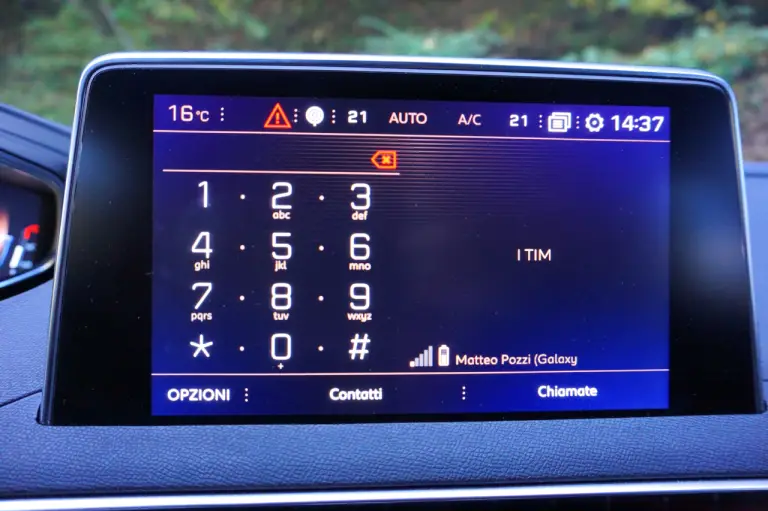 16°C 21 AUTO A/C 21 14:37
1 2 3
abc def
4 5 6
ghi jkl mno
I TIM
7 8 9
pqrs tuv wxyz
* 0 #
+
Matteo Pozzi (Galaxy
OPZIONI Contatti Chiamate